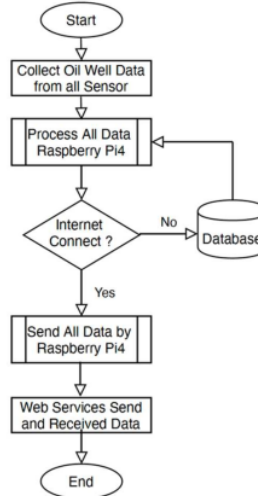 Start
Collect Oil Well Data
from all Sensor
Process All Data
Raspberry Pi4
Internet
Connect ?
No
Database
Yes
Send All Data by
Raspberry Pi4
Web Services Send
and Received Data
End